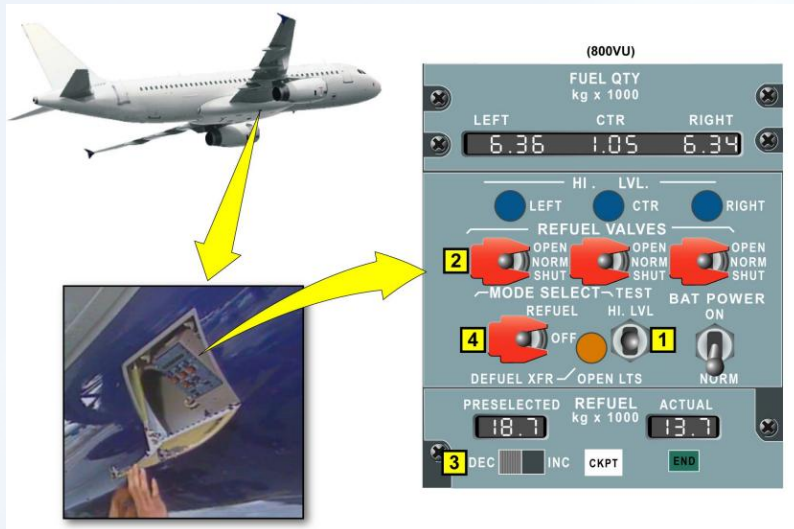 (800VU)
FUEL QTY
kg x 1000
LEFT CTR RIGHT
6.36 1.05 6.34
HI. LVL.
LEFT CTR RIGHT
REFUEL VALVES
2 OPEN OPEN OPEN
NORM NORM NORM
SHUT SHUT SHUT
MODE SELECT TEST BAT POWER
REFUEL HI. LVL ON
4 OFF 1
DEFUEL XFR OPEN LTS NORM
PRESELECTED REFUEL ACTUAL
kg x 1000
18.7 13.7
3 DEC INC CKPT END